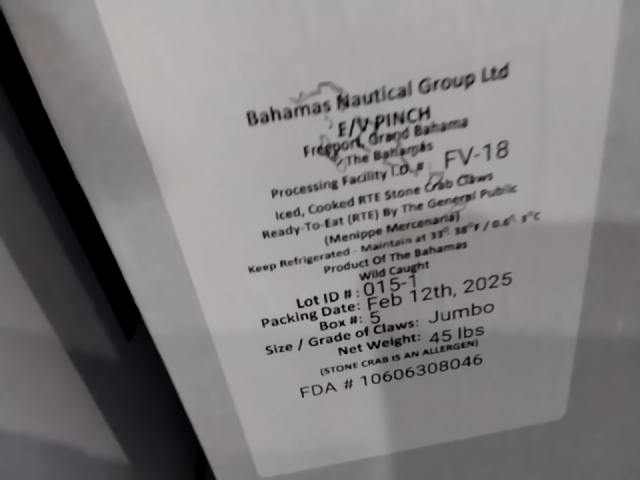 Bahamas Nautical Group Ltd
F/V PINCH
Freeport, Grand Bahama
The Bahamas
Processing Facility I.D. # FV-18
Iced, Cooked RTE Stone Crab Claws
Ready-To-Eat (RTE) By The General Public
(Menippe Mercenaria)
Keep Refrigerated - Maintain at 33° 38°F / 0.6° 3°C
Product Of The Bahamas
Wild Caught
Lot ID #: 015-1
Packing Date: Feb 12th, 2025
Box #: 5
Size / Grade of Claws: Jumbo
Net Weight: 45 lbs
(STONE CRAB IS AN ALLERGEN)
FDA # 10606308046